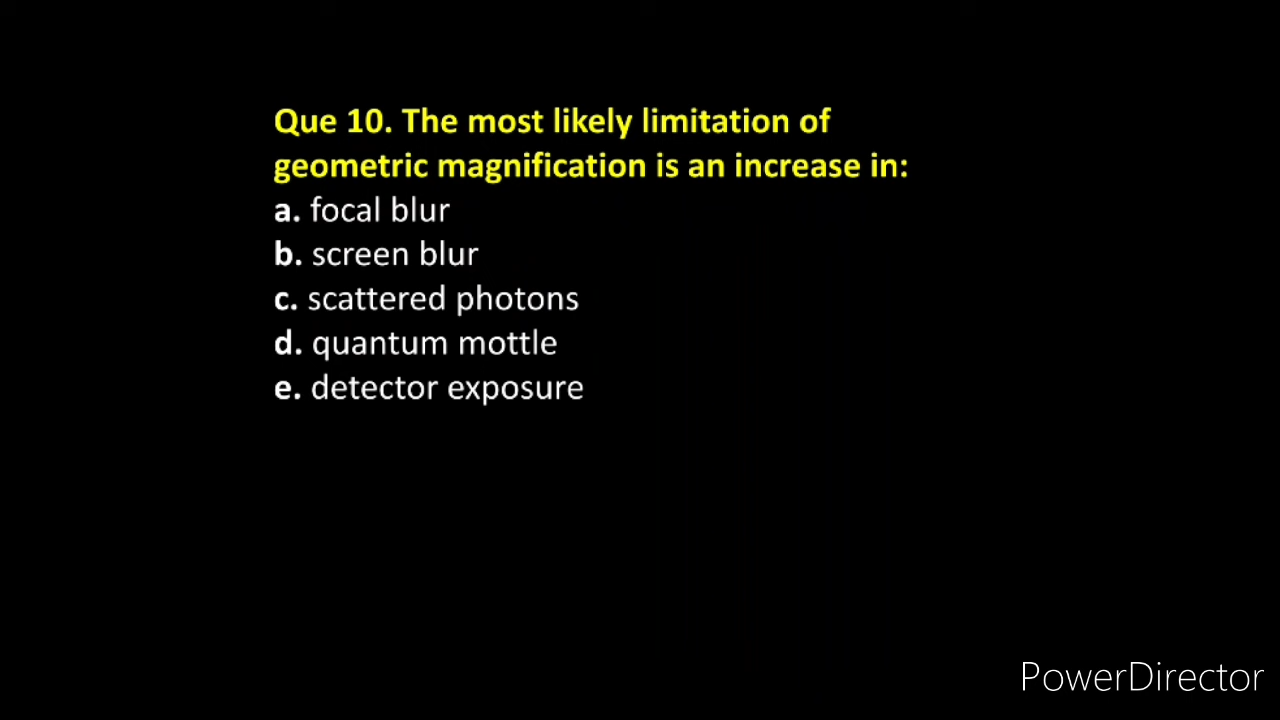 Que 10. The most likely limitation of
geometric magnification is an increase in:
a. focal blur
b. screen blur
c. scattered photons
d. quantum mottle
e. detector exposure
PowerDirector